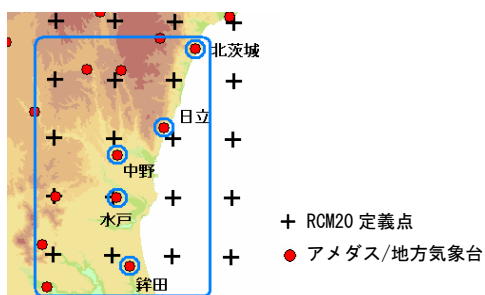 北茨城
日立
中野
水戸
鉾田
RCM20 定義点
アメダス/地方気象台